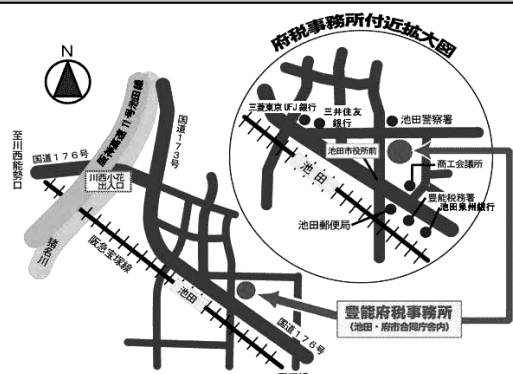 府税事務所付近拡大図
N
三菱東京UFJ銀行
三井住友
銀行
池田警察署
池田市役所前
商工会議所
池田
豊能税務署
池田泉州銀行
池田郵便局
阪神高速11号池田線
国道173号
至川西能勢口
国道176号
川西小花
出入口
猪名川
阪急宝塚線
池田
国道176号
豊能府税事務所
(池田・府市合同庁舎内)